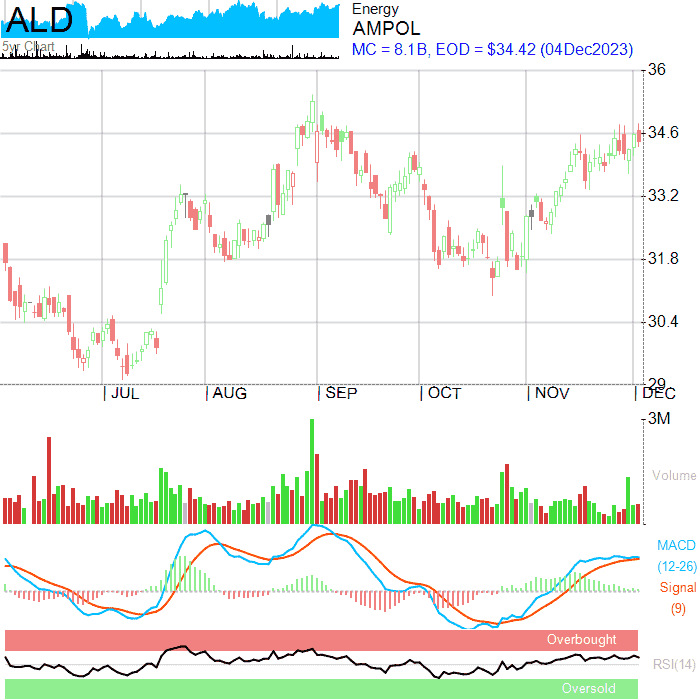 ALD
5yr Chart
Energy
AMPOL
MC = 8.1B, EOD = $34.42 (04Dec2023)
36
34.6
33.2
31.8
30.4
29
| JUL | AUG | SEP | OCT | NOV | DEC
3M
Volume
MACD
(12-26)
Signal
(9)
Overbought
RSI(14)
Oversold